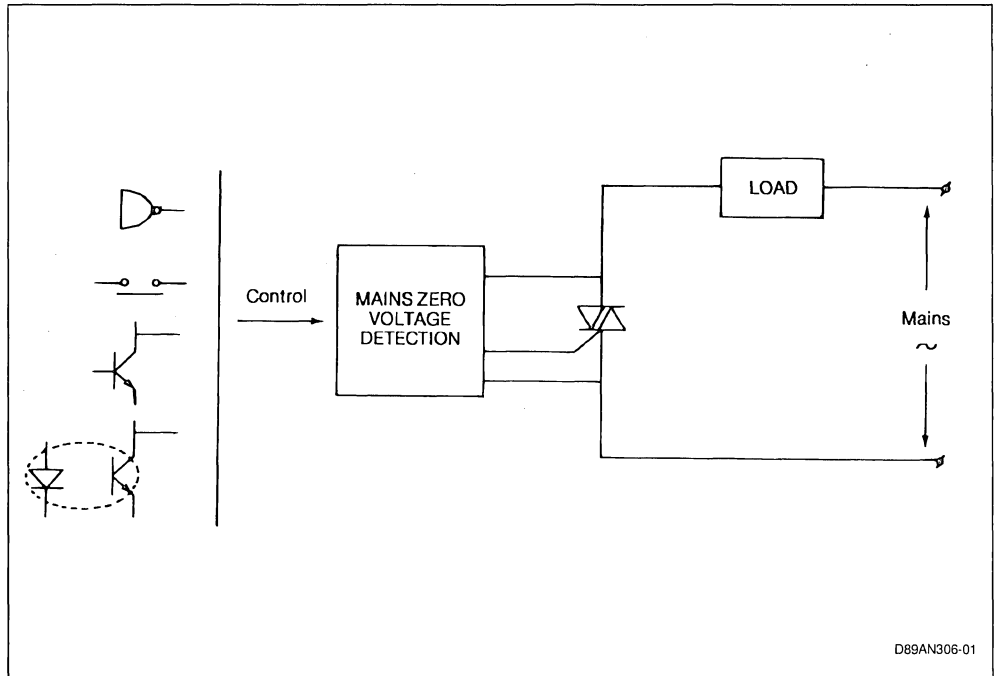 LOAD
Control
MAINS ZERO
VOLTAGE
DETECTION
Mains
~
D89AN306-01